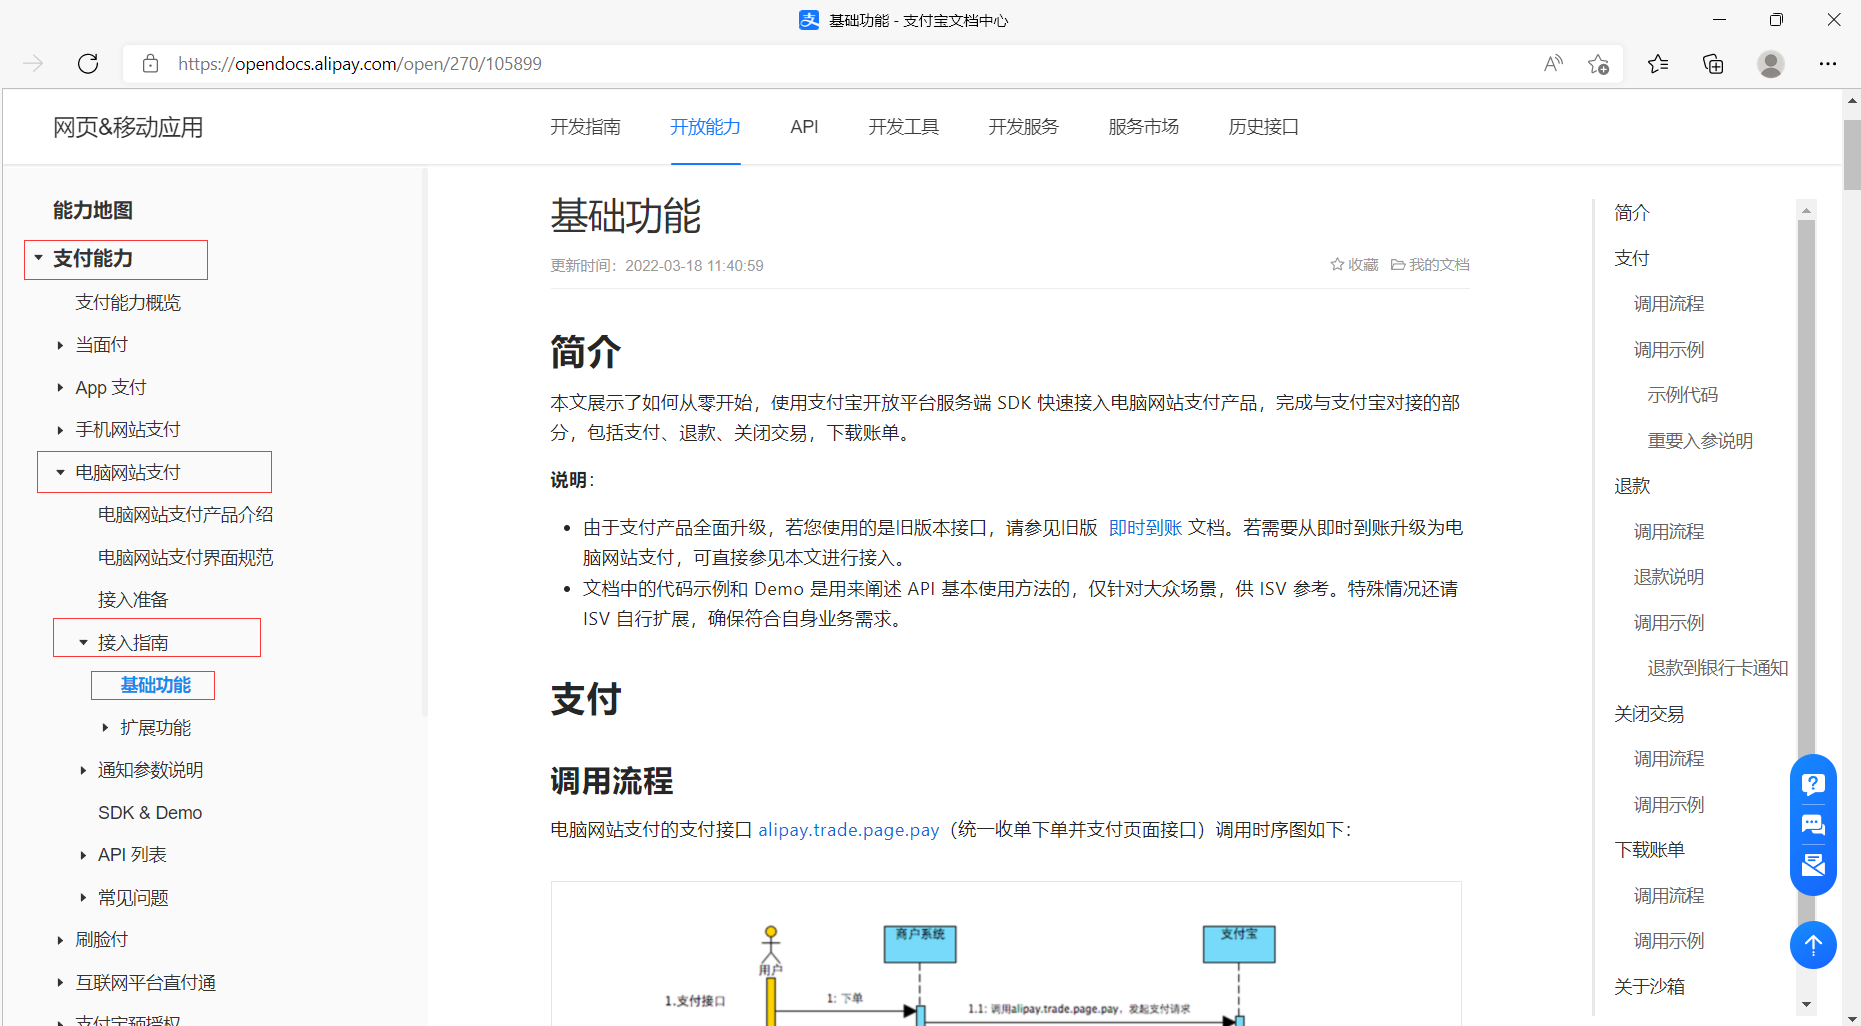 基础功能 - 支付宝文档中心
https://opendocs.alipay.com/open/270/105899
网页&移动应用
开发指南
开放能力
API
开发工具
开发服务
服务市场
历史接口
能力地图
支付能力
支付能力概览
当面付
App 支付
手机网站支付
电脑网站支付
电脑网站支付产品介绍
电脑网站支付界面规范
接入准备
接入指南
基础功能
扩展功能
通知参数说明
SDK & Demo
API 列表
常见问题
刷脸付
互联网平台直付通
支付宝预授权
基础功能
更新时间：2022-03-18 11:40:59
收藏 我的文档
简介
本文展示了如何从零开始，使用支付宝开放平台服务端 SDK 快速接入电脑网站支付产品，完成与支付宝对接的部
分，包括支付、退款、关闭交易，下载账单。
说明：
由于支付产品全面升级，若您使用的是旧版本接口，请参见旧版 即时到账 文档。若需要从即时到账升级为电
脑网站支付，可直接参见本文进行接入。
文档中的代码示例和 Demo 是用来阐述 API 基本使用方法的，仅针对大众场景，供 ISV 参考。特殊情况还请
ISV 自行扩展，确保符合自身业务需求。
支付
调用流程
电脑网站支付的支付接口 alipay.trade.page.pay（统一收单下单并支付页面接口）调用时序图如下：
商户系统
支付宝
用户
1.支付接口
1: 下单
1.1: 调用alipay.trade.page.pay，发起支付请求
简介
支付
调用流程
调用示例
示例代码
重要入参说明
退款
调用流程
退款说明
调用示例
退款到银行卡通知
关闭交易
调用流程
调用示例
下载账单
调用流程
调用示例
关于沙箱